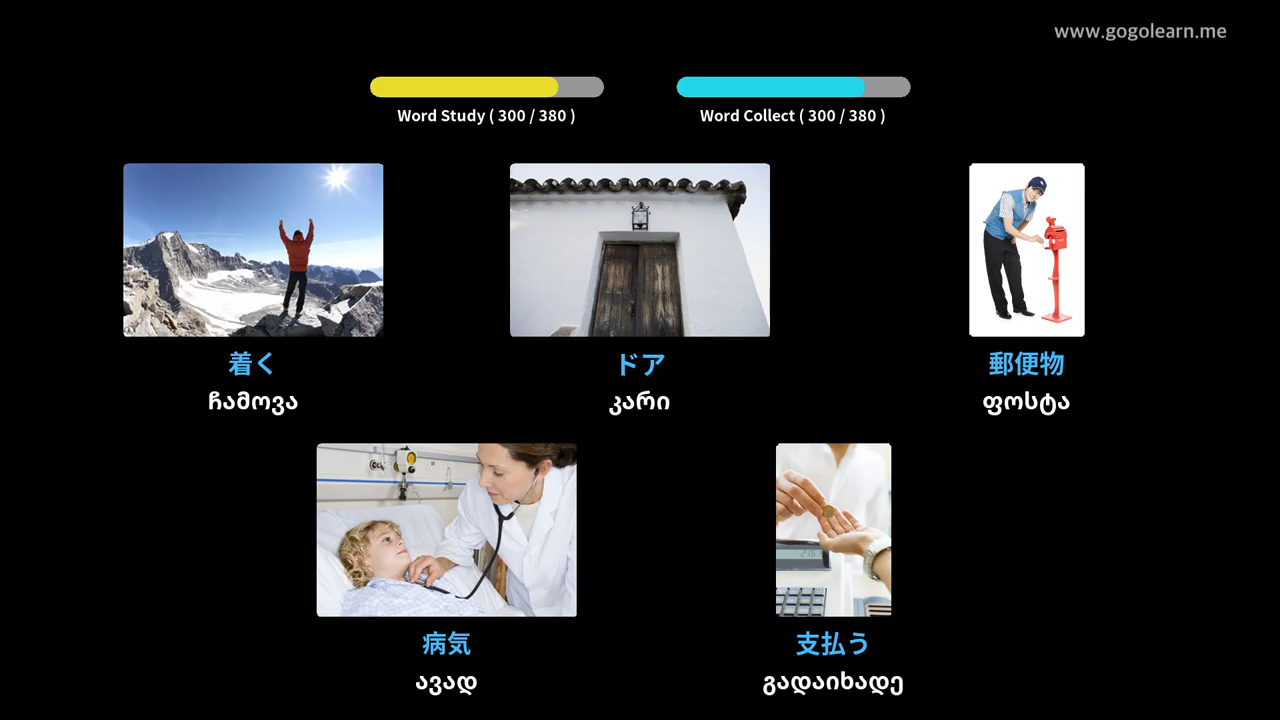 www.gogolearn.me
Word Study ( 300 / 380 )
Word Collect ( 300 / 380 )
着く
ჩამოვა
ドア
კარი
郵便物
ფოსტა
病気
ავად
支払う
გადაიხადე